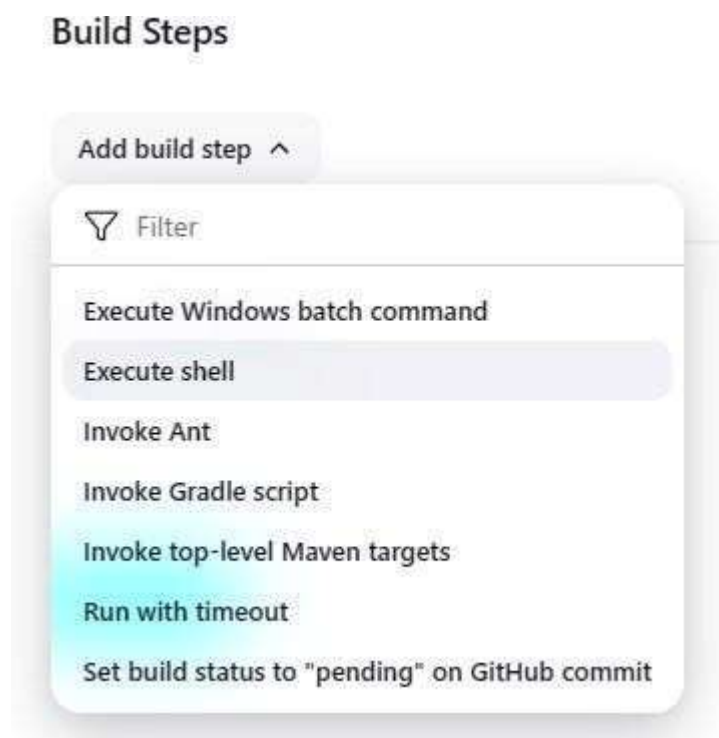 Build Steps
Add build step
Filter
Execute Windows batch command
Execute shell
Invoke Ant
Invoke Gradle script
Invoke top-level Maven targets
Run with timeout
Set build status to "pending" on GitHub commit